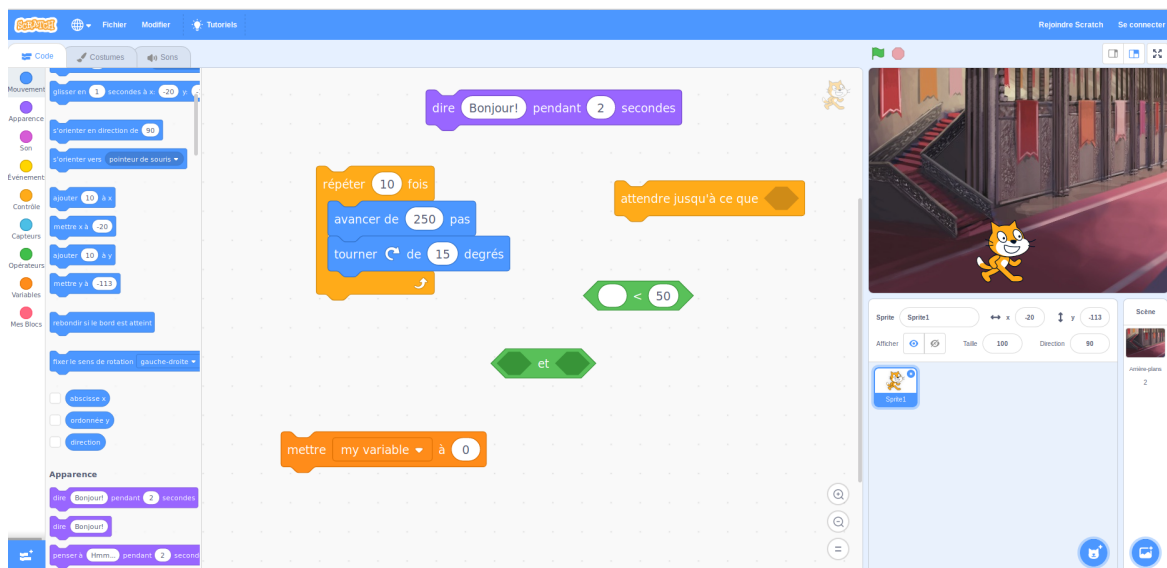 SCRATCH Fichier Modifier Tutoriels Rejoindre Scratch Se connecter
Code Costumes Sons
Mouvement
Apparence
Son
Événement
Contrôle
Capteurs
Opérateurs
Variables
Mes Blocs
glisser en 1 secondes à x: -20 y:
s'orienter en direction de 90
s'orienter vers pointeur de souris
ajouter 10 à x
mettre x à -20
ajouter 10 à y
mettre y à -113
rebondir si le bord est atteint
fixer le sens de rotation gauche-droite
abscisse x
ordonnée y
direction
Apparence
dire Bonjour! pendant 2 secondes
dire Bonjour!
penser à Hmm... pendant 2 second
dire Bonjour! pendant 2 secondes
répéter 10 fois
avancer de 250 pas
tourner de 15 degrés
attendre jusqu'à ce que
< 50
et
mettre my variable à 0
Sprite Sprite1 x -20 y -113
Afficher Taille 100 Direction 90
Sprite1
Scène
Arrière-plans
2